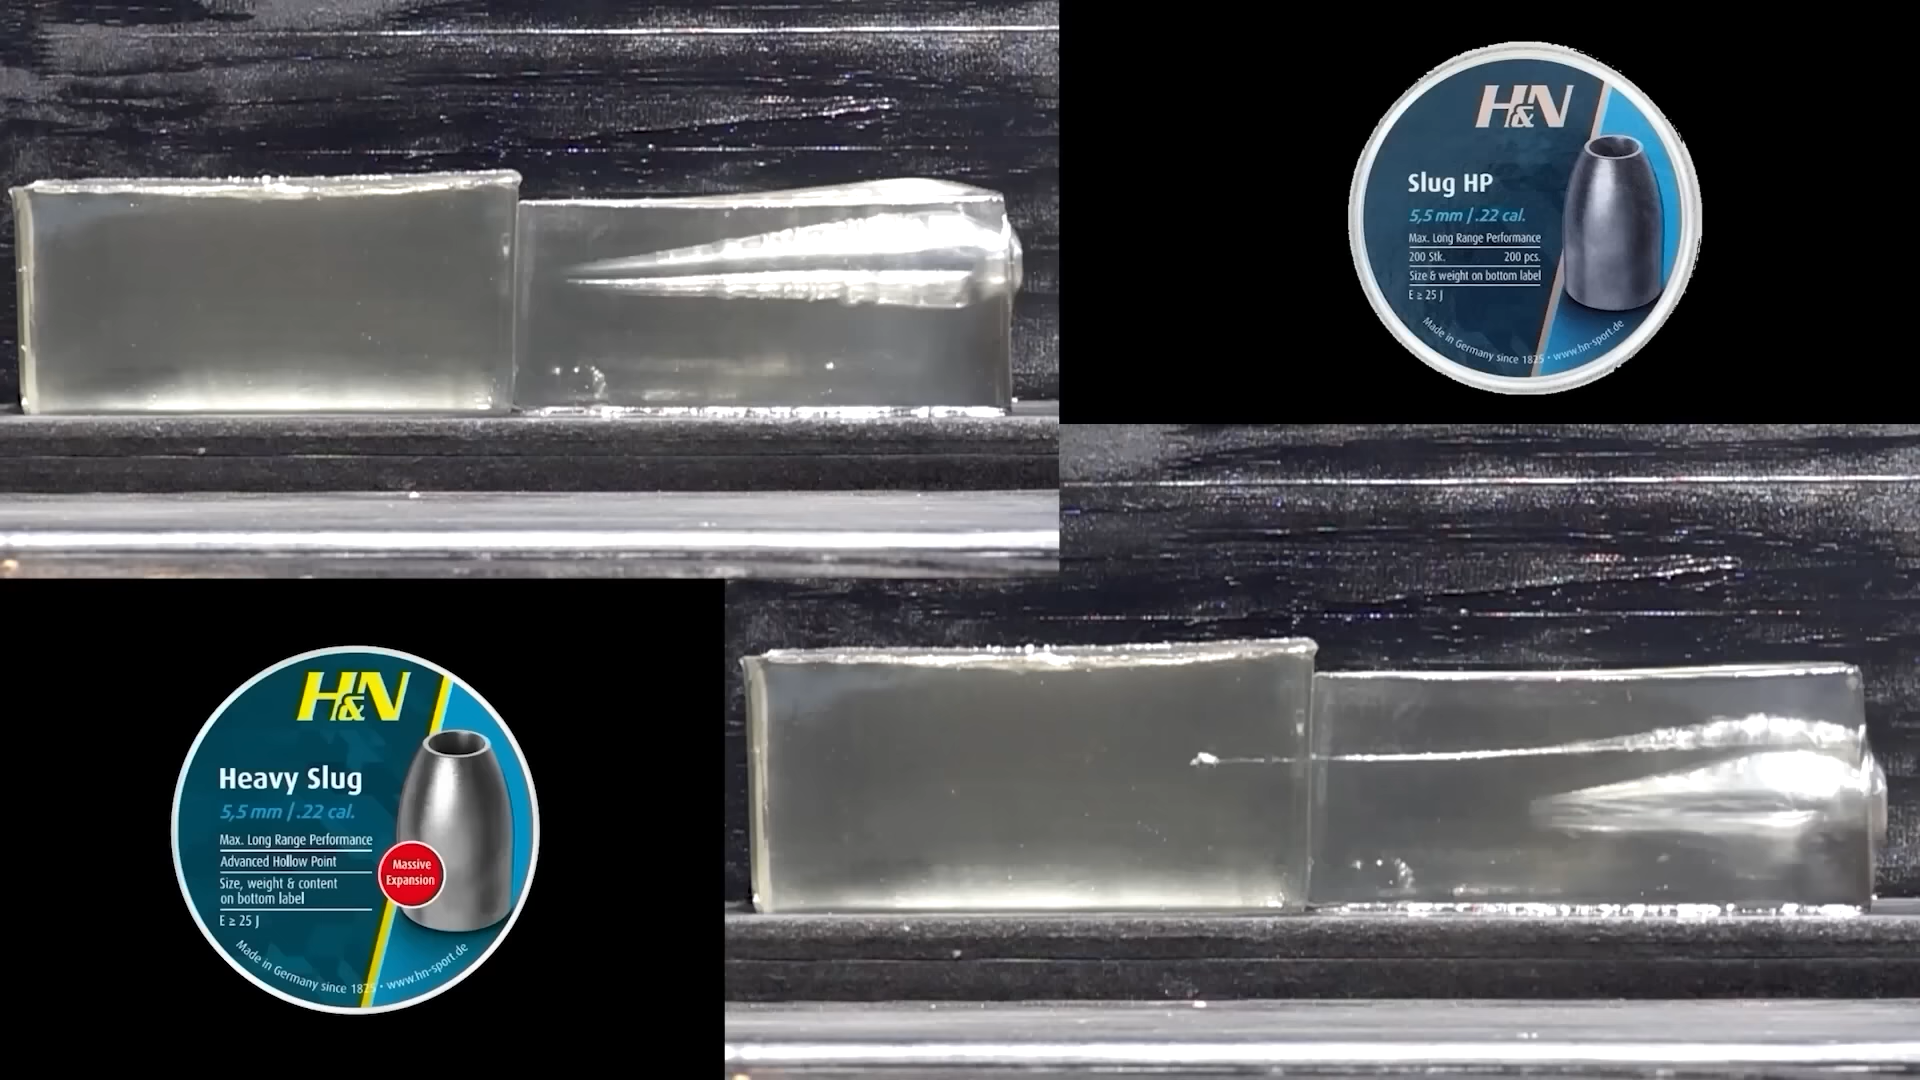 H&N
Slug HP
5,5 mm | .22 cal.
Max. Long Range Performance
200 Stk. 200 pcs.
Size & weight on bottom label
E ≥ 25 J
Made in Germany since 1825 • www.hn-sport.de
H&N
Heavy Slug
5,5 mm | .22 cal.
Max. Long Range Performance
Advanced Hollow Point
Size, weight & content
on bottom label
E ≥ 25 J
Massive
Expansion
Made in Germany since 1825 • www.hn-sport.de